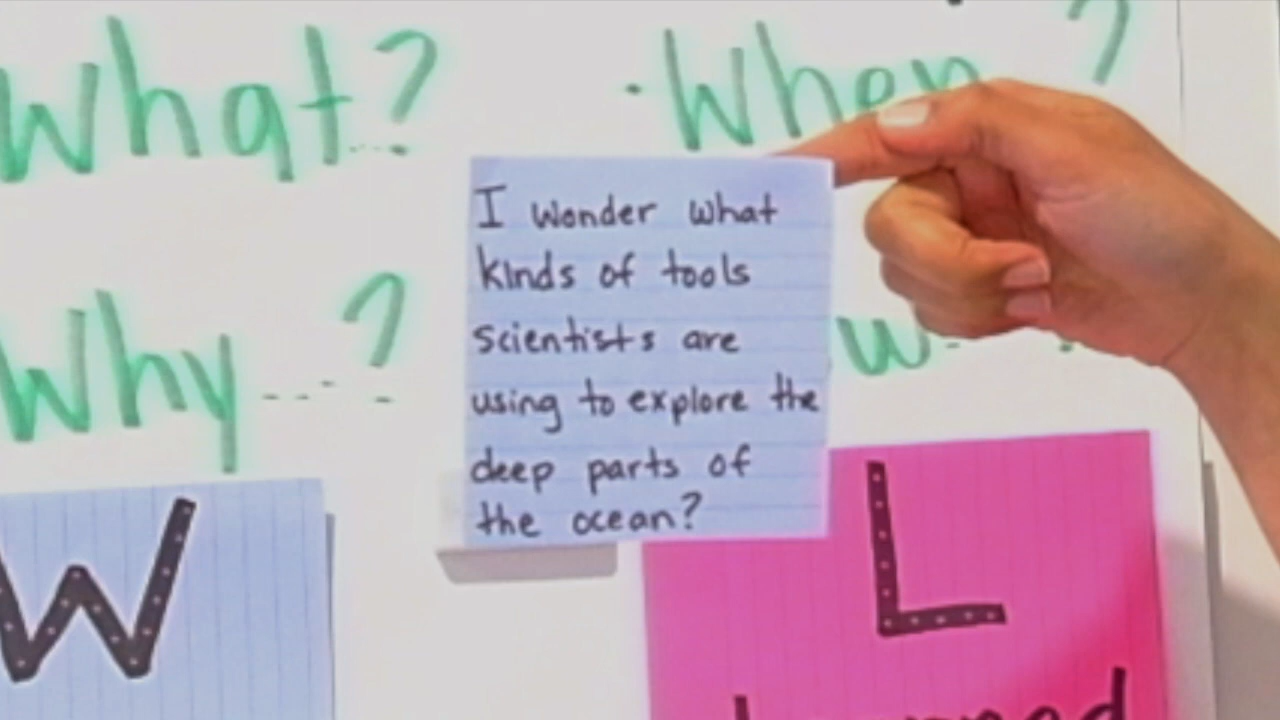 What...?
·When ?
I wonder what
kinds of tools
scientists are
using to explore the
deep parts of
the ocean?
Why...?
W
L